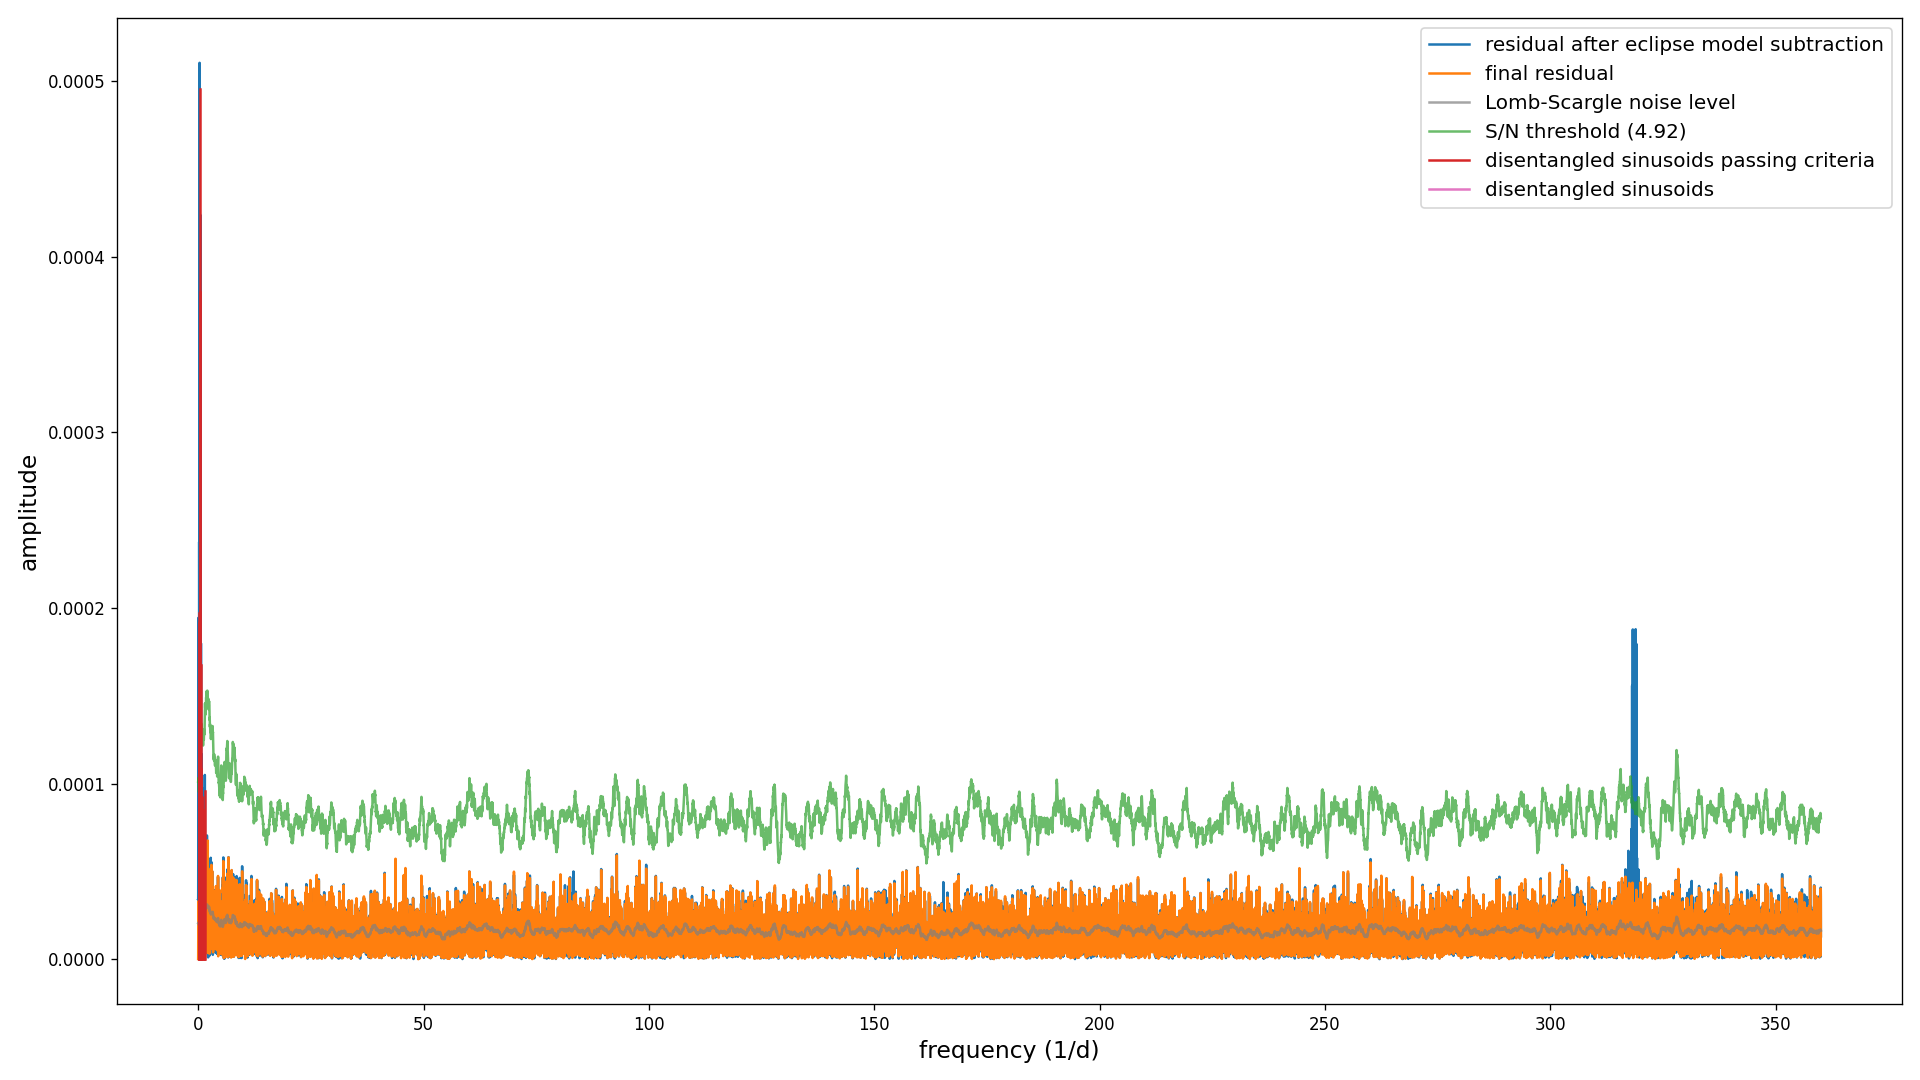 residual after eclipse model subtraction
final residual
Lomb-Scargle noise level
S/N threshold (4.92)
disentangled sinusoids passing criteria
disentangled sinusoids
amplitude
0.0005
0.0004
0.0003
0.0002
0.0001
0.0000
0 50 100 150 200 250 300 350
frequency (1/d)